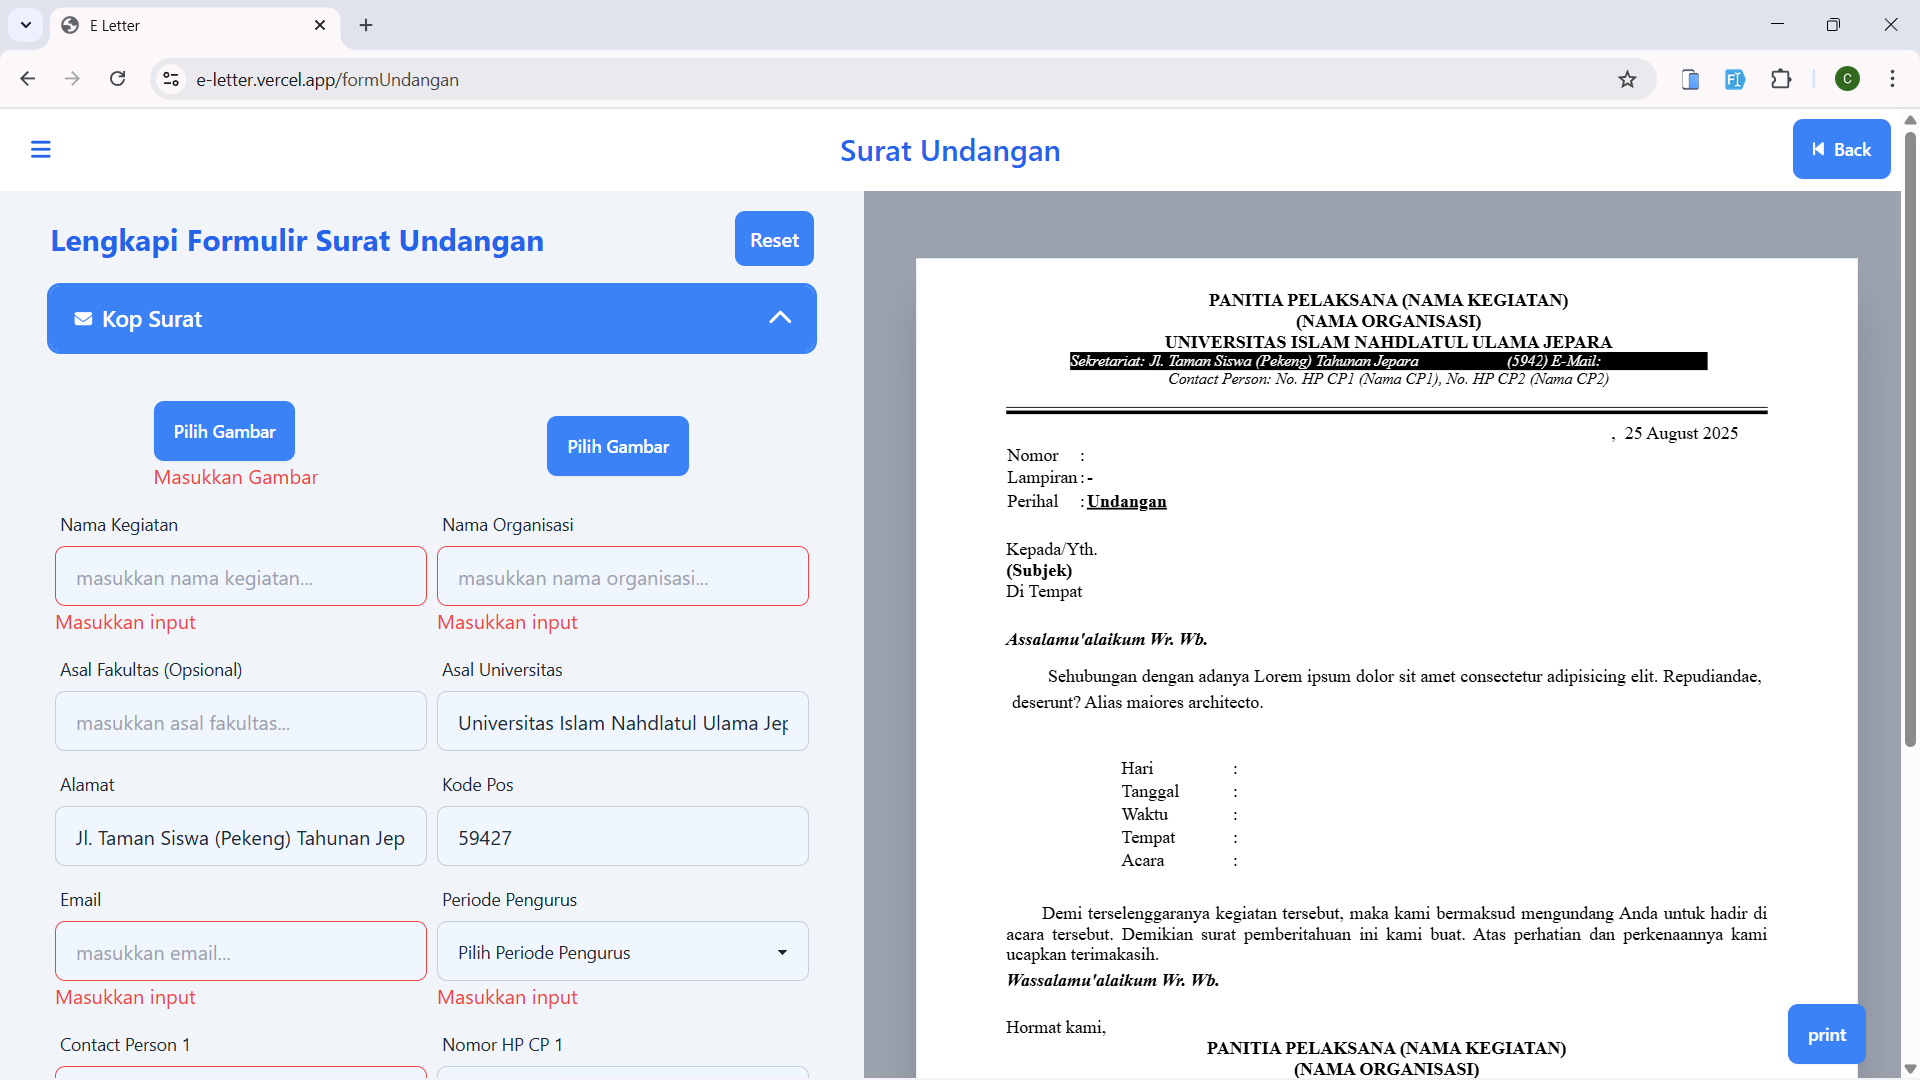 E Letter
e-letter.vercel.app/formUndangan
C
Surat Undangan
Back
Lengkapi Formulir Surat Undangan
Reset
Kop Surat
Pilih Gambar
Masukkan Gambar
Pilih Gambar
Nama Kegiatan
masukkan nama kegiatan...
Masukkan input
Nama Organisasi
masukkan nama organisasi...
Masukkan input
Asal Fakultas (Opsional)
masukkan asal fakultas...
Asal Universitas
Universitas Islam Nahdlatul Ulama Jep
Alamat
Jl. Taman Siswa (Pekeng) Tahunan Jep
Kode Pos
59427
Email
masukkan email...
Masukkan input
Periode Pengurus
Pilih Periode Pengurus
Masukkan input
Contact Person 1
Nomor HP CP 1
PANITIA PELAKSANA (NAMA KEGIATAN)
(NAMA ORGANISASI)
UNIVERSITAS ISLAM NAHDLATUL ULAMA JEPARA
Sekretariat: Jl. Taman Siswa (Pekeng) Tahunan Jepara (5942) E-Mail:
Contact Person: No. HP CP1 (Nama CP1), No. HP CP2 (Nama CP2)
, 25 August 2025
Nomor :
Lampiran : -
Perihal : Undangan
Kepada/Yth.
(Subjek)
Di Tempat
Assalamu'alaikum Wr. Wb.
Sehubungan dengan adanya Lorem ipsum dolor sit amet consectetur adipisicing elit. Repudiandae,
deserunt? Alias maiores architecto.
Hari :
Tanggal :
Waktu :
Tempat :
Acara :
Demi terselenggaranya kegiatan tersebut, maka kami bermaksud mengundang Anda untuk hadir di
acara tersebut. Demikian surat pemberitahuan ini kami buat. Atas perhatian dan perkenaannya kami
ucapkan terimakasih.
Wassalamu'alaikum Wr. Wb.
Hormat kami,
PANITIA PELAKSANA (NAMA KEGIATAN)
(NAMA ORGANISASI)
print